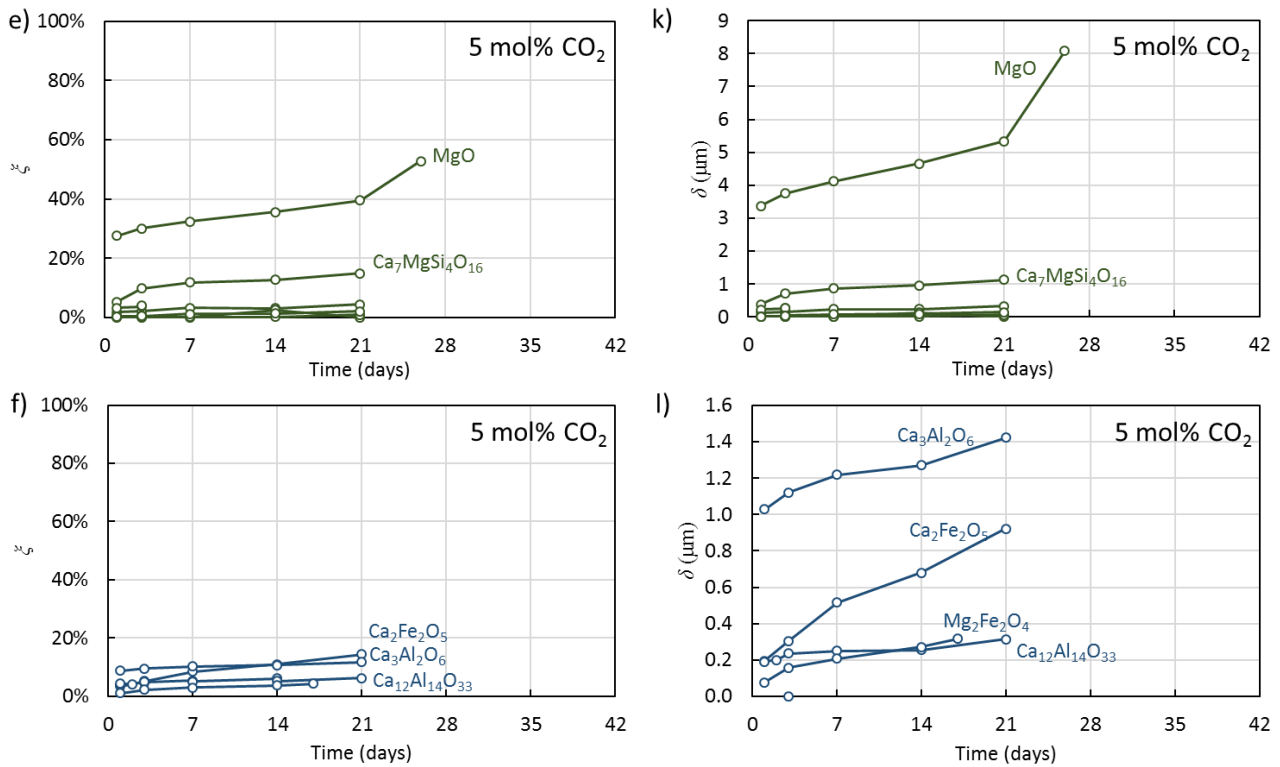 e)
5 mol% CO₂
100%
80%
60%
40%
20%
0%
ξ
MgO
Ca₇MgSi₄O₁₆
0 7 14 21 28 35 42
Time (days)
k)
5 mol% CO₂
9
8
7
6
5
4
3
2
1
0
δ (μm)
MgO
Ca₇MgSi₄O₁₆
0 7 14 21 28 35 42
Time (days)
f)
5 mol% CO₂
100%
80%
60%
40%
20%
0%
ξ
Ca₂Fe₂O₅
Ca₃Al₂O₆
Ca₁₂Al₁₄O₃₃
0 7 14 21 28 35 42
Time (days)
l)
5 mol% CO₂
1.6
1.4
1.2
1.0
0.8
0.6
0.4
0.2
0.0
δ (μm)
Ca₃Al₂O₆
Ca₂Fe₂O₅
Mg₂Fe₂O₄
Ca₁₂Al₁₄O₃₃
0 7 14 21 28 35 42
Time (days)